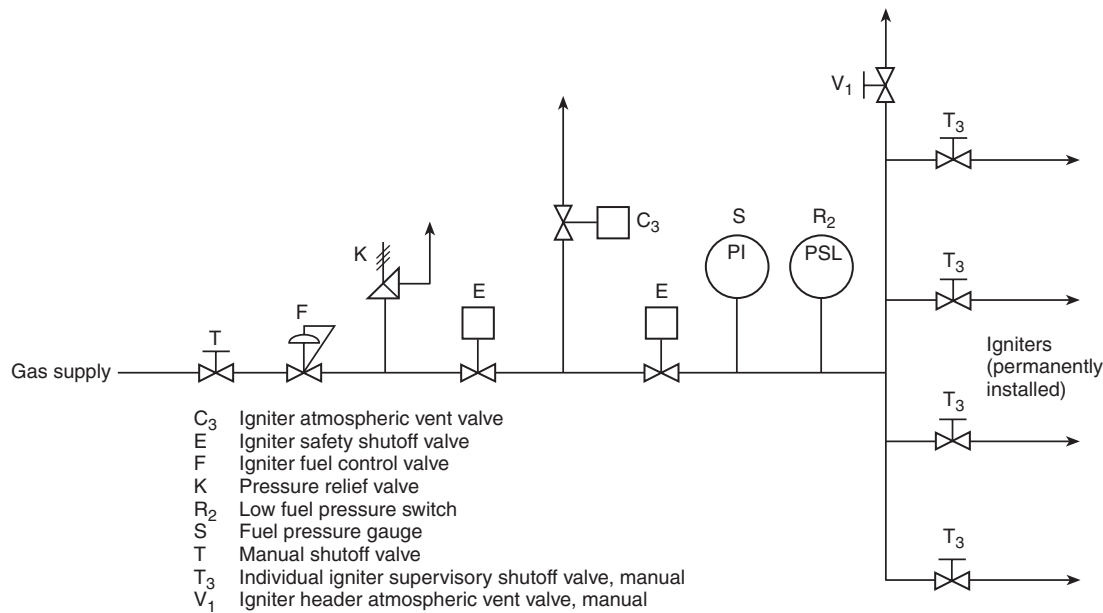 V₁
T₃
C₃
S
R₂
K
PI
PSL
T₃
E
E
F
T
Gas supply
Igniters
(permanently
installed)
T₃
T₃
C₃ Igniter atmospheric vent valve
E Igniter safety shutoff valve
F Igniter fuel control valve
K Pressure relief valve
R₂ Low fuel pressure switch
S Fuel pressure gauge
T Manual shutoff valve
T₃ Individual igniter supervisory shutoff valve, manual
V₁ Igniter header atmospheric vent valve, manual